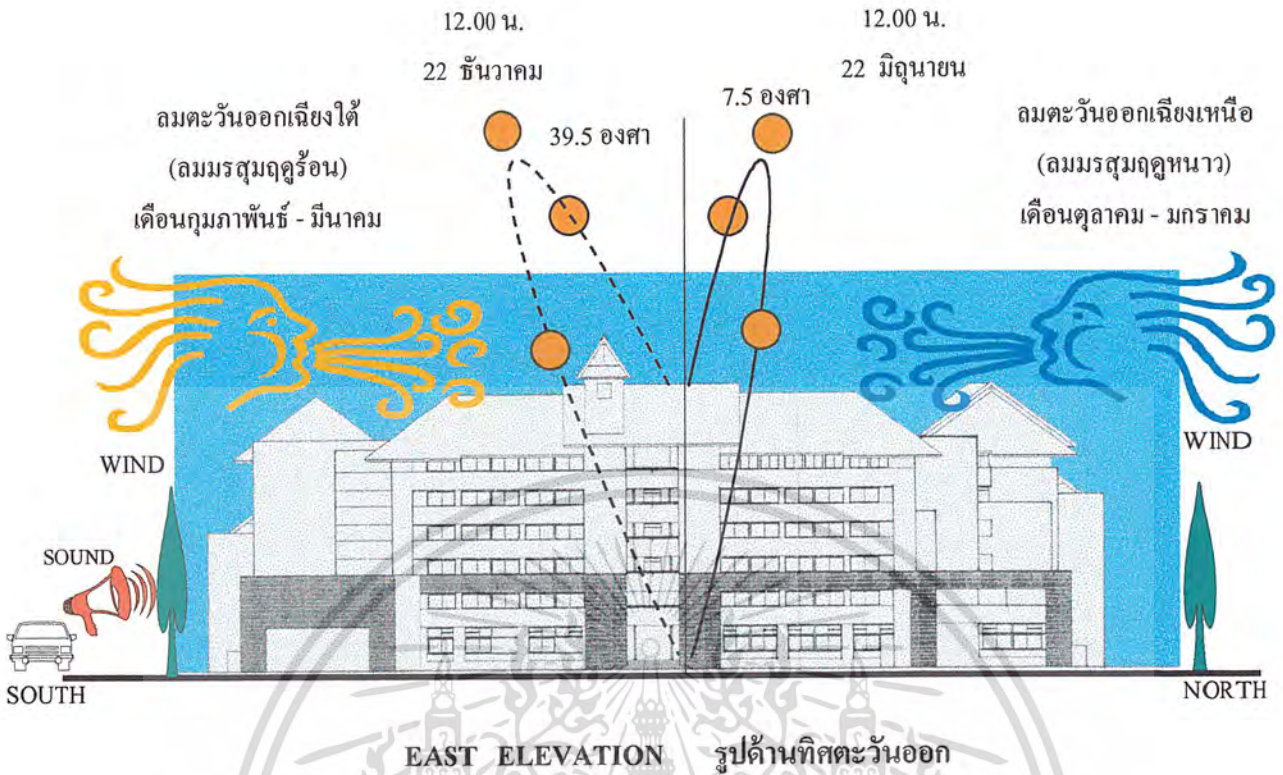 12.00 น.
22 ธันวาคม
12.00 น.
22 มิถุนายน
ลมตะวันออกเฉียงใต้
(ลมมรสุมฤดูร้อน)
เดือนกุมภาพันธ์ - มีนาคม
39.5 องศา
7.5 องศา
ลมตะวันออกเฉียงเหนือ
(ลมมรสุมฤดูหนาว)
เดือนตุลาคม - มกราคม
WIND
WIND
SOUND
SOUTH
NORTH
EAST ELEVATION รูปด้านทิศตะวันออก